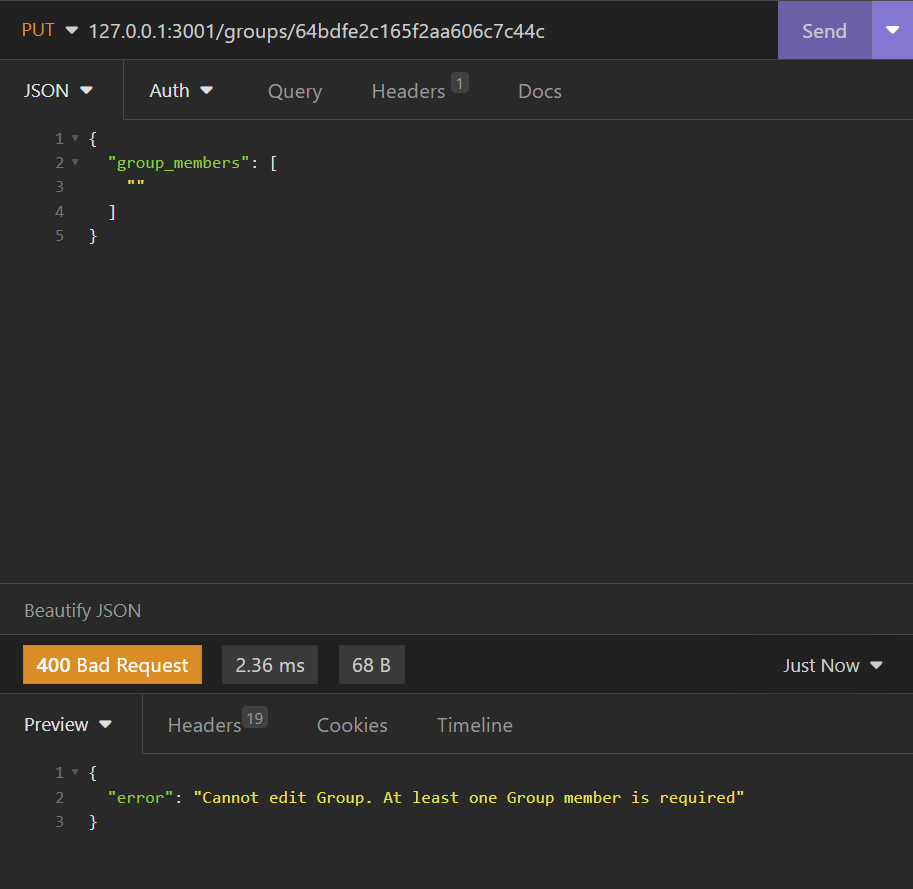 PUT 127.0.0.1:3001/groups/64bdfe2c165f2aa606c7c44c Send
JSON Auth Query Headers 1 Docs
1 {
2 "group_members": [
3 ""
4 ]
5 }
Beautify JSON
400 Bad Request 2.36 ms 68 B Just Now
Preview Headers 19 Cookies Timeline
1 {
2 "error": "Cannot edit Group. At least one Group member is required"
3 }